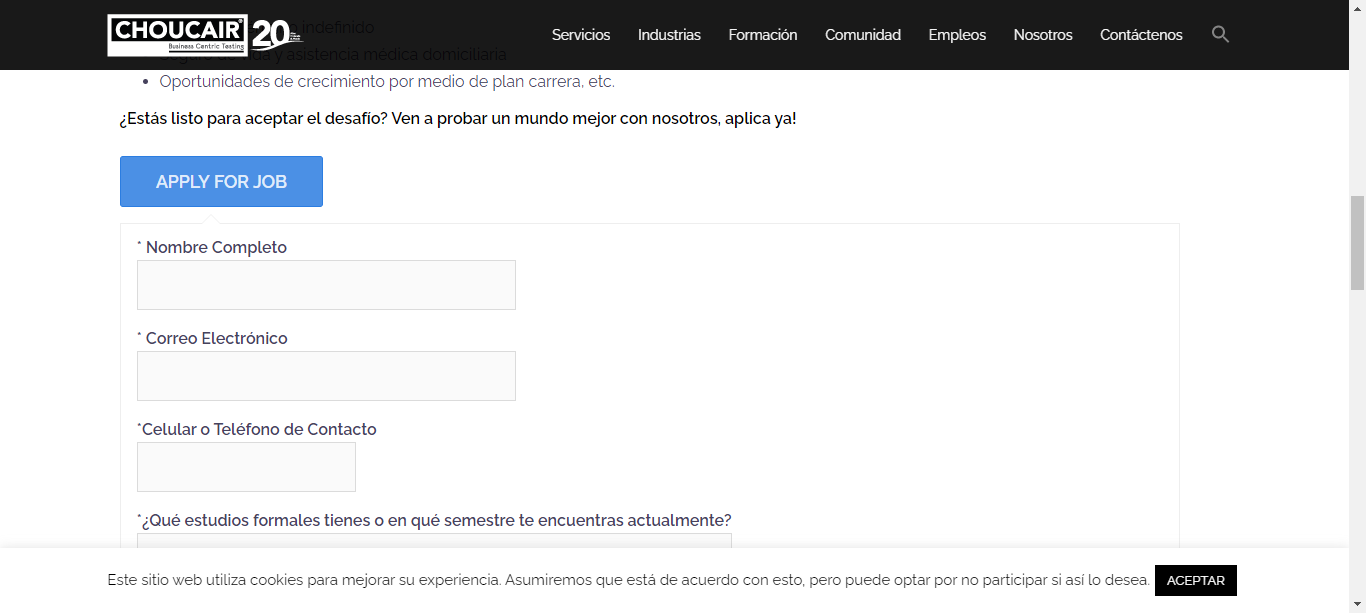 CHOUCAIR
Business Centric Testing
20
Servicios
Industrias
Formación
Comunidad
Empleos
Nosotros
Contáctenos
indefinido
Seguro de vida y asistencia médica domiciliaria
Oportunidades de crecimiento por medio de plan carrera, etc.
¿Estás listo para aceptar el desafío? Ven a probar un mundo mejor con nosotros, aplica ya!
APPLY FOR JOB
* Nombre Completo
* Correo Electrónico
*Celular o Teléfono de Contacto
*¿Qué estudios formales tienes o en qué semestre te encuentras actualmente?
Este sitio web utiliza cookies para mejorar su experiencia. Asumiremos que está de acuerdo con esto, pero puede optar por no participar si así lo desea.
ACEPTAR